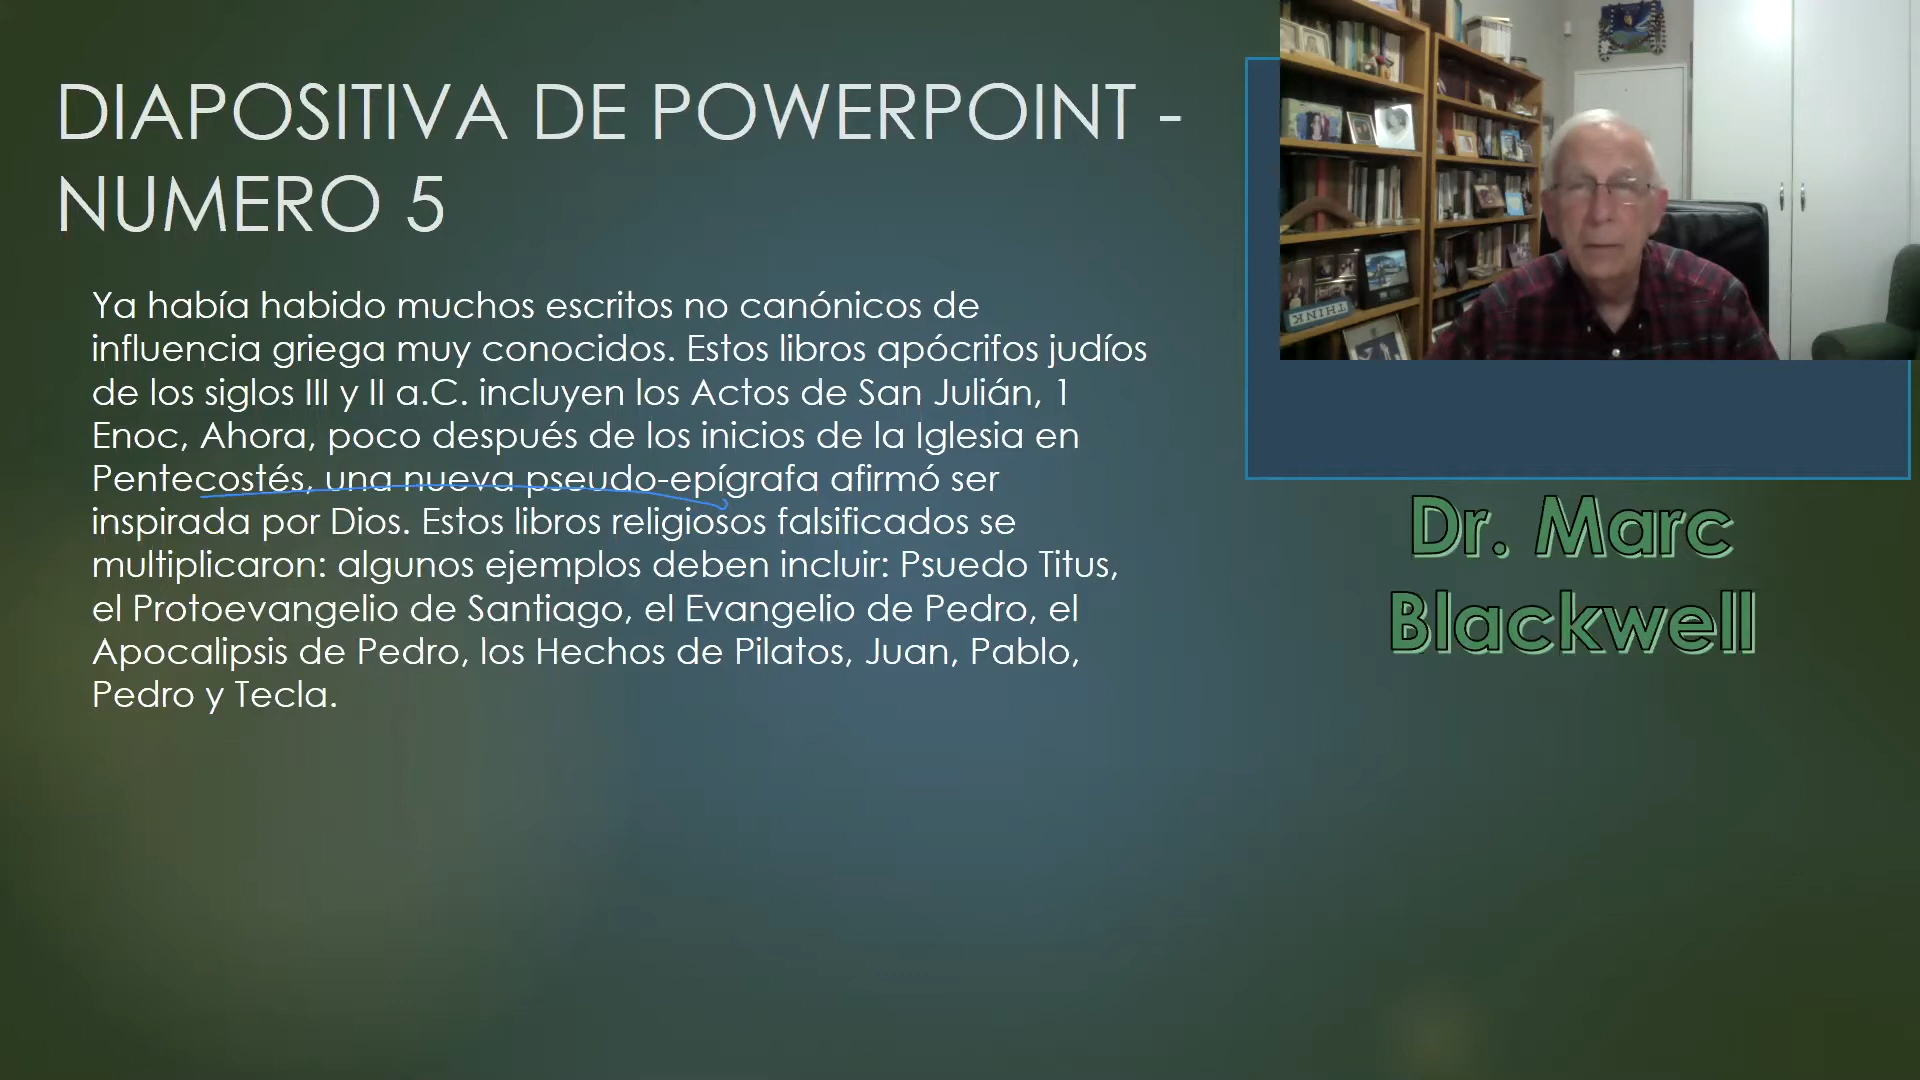 DIAPOSITIVA DE POWERPOINT -
NUMERO 5
Ya había habido muchos escritos no canónicos de
influencia griega muy conocidos. Estos libros apócrifos judíos
de los siglos III y II a.C. incluyen los Actos de San Julián, 1
Enoc, Ahora, poco después de los inicios de la Iglesia en
Pentecostés, una nueva pseudo-epígrafa afirmó ser
inspirada por Dios. Estos libros religiosos falsificados se
multiplicaron: algunos ejemplos deben incluir: Psuedo Titus,
el Protoevangelio de Santiago, el Evangelio de Pedro, el
Apocalipsis de Pedro, los Hechos de Pilatos, Juan, Pablo,
Pedro y Tecla.
THINK
Dr. Marc
Blackwell